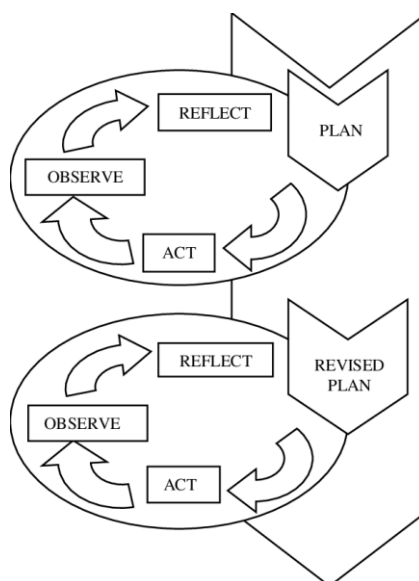 REFLECT
PLAN
OBSERVE
ACT
REFLECT
REVISED
PLAN
OBSERVE
ACT